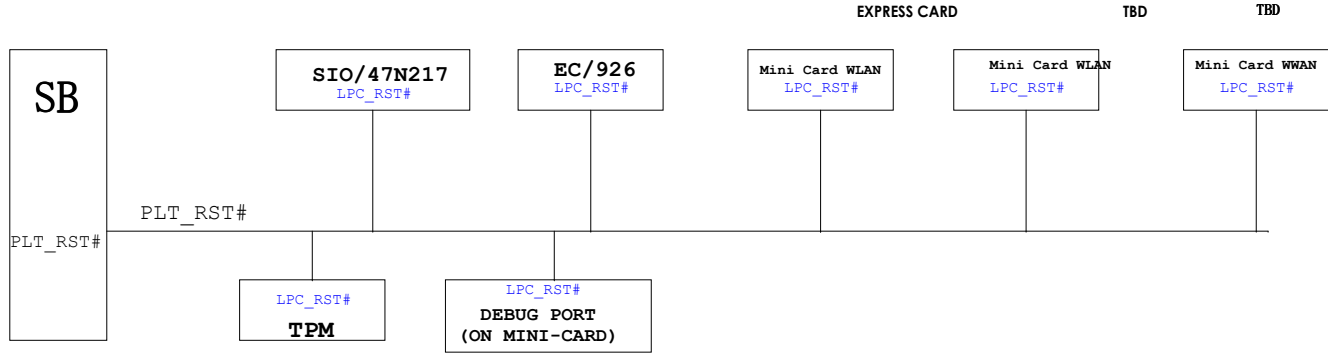 EXPRESS CARD
TBD
TBD
SB
PLT_RST#
PLT_RST#
SIO/47N217
LPC_RST#
EC/926
LPC_RST#
Mini Card WLAN
LPC_RST#
Mini Card WLAN
LPC_RST#
Mini Card WWAN
LPC_RST#
LPC_RST#
TPM
LPC_RST#
DEBUG PORT
(ON MINI-CARD)